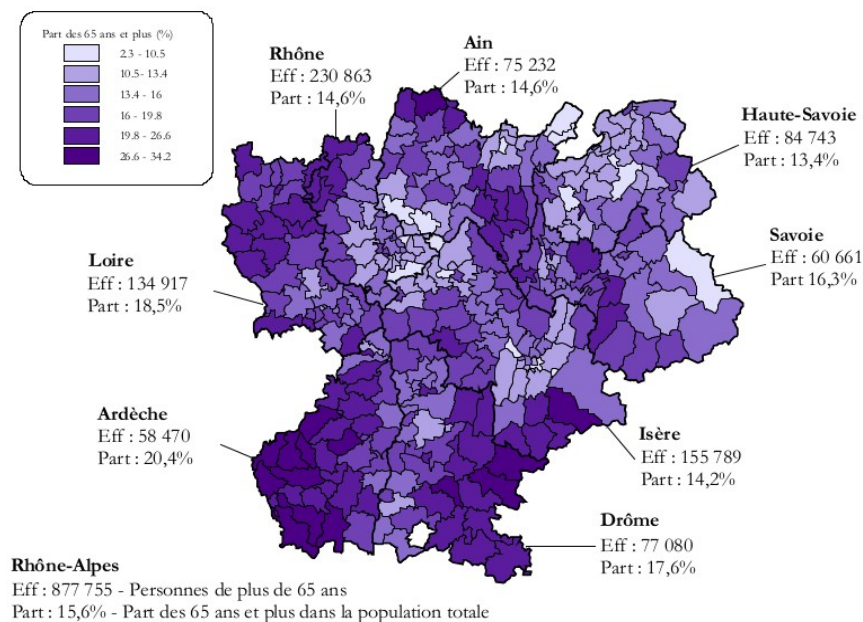 Part des 65 ans et plus (%)
2.3 - 10.5
10.5- 13.4
13.4 - 16
16 - 19.8
19.8 - 26.6
26.6 - 34.2
Rhône
Eff : 230 863
Part : 14,6%
Ain
Eff : 75 232
Part : 14,6%
Haute-Savoie
Eff : 84 743
Part : 13,4%
Savoie
Eff : 60 661
Part 16,3%
Loire
Eff : 134 917
Part : 18,5%
Ardèche
Eff : 58 470
Part : 20,4%
Isère
Eff : 155 789
Part : 14,2%
Drôme
Eff : 77 080
Part : 17,6%
Rhône-Alpes
Eff : 877 755 - Personnes de plus de 65 ans
Part : 15,6% - Part des 65 ans et plus dans la population totale